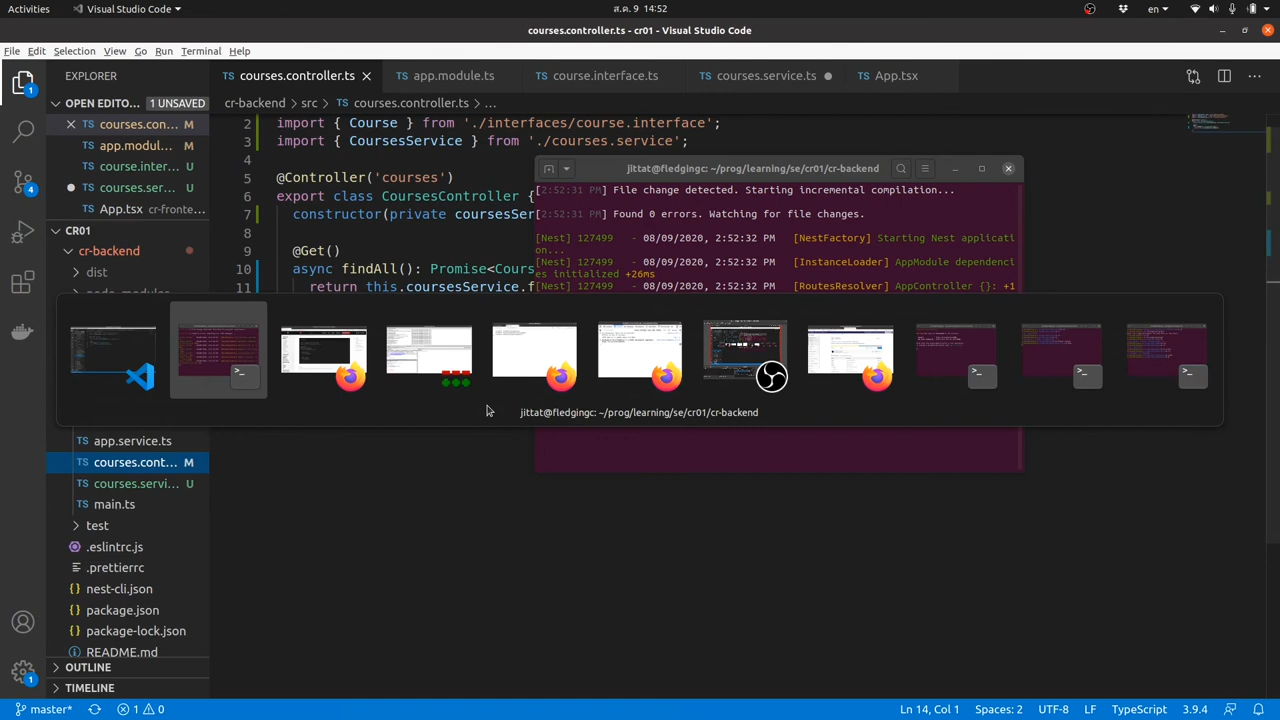 Activities
Visual Studio Code
ส.ค. 9 14:52
en
courses.controller.ts - cr01 - Visual Studio Code
File Edit Selection View Go Run Terminal Help
EXPLORER
courses.controller.ts
app.module.ts
course.interface.ts
courses.service.ts
App.tsx
OPEN EDITO... 1 UNSAVED
cr-backend > src > TS courses.controller.ts > ...
TS courses.con... M
TS app.modul... M
TS course.inter... U
TS courses.ser... U
TS App.tsx cr-fronte...
CR01
cr-backend
dist
2 import { Course } from './interfaces/course.interface';
3 import { CoursesService } from './courses.service';
4
5 @Controller('courses')
6 export class CoursesController {
7 constructor(private coursesSer
8
9 @Get()
10 async findAll(): Promise<Cours
11 return this.coursesService.f
jittat@fledgingc: ~/prog/learning/se/cr01/cr-backend
[2:52:31 PM] File change detected. Starting incremental compilation...
[2:52:31 PM] Found 0 errors. Watching for file changes.
[Nest] 127499 - 08/09/2020, 2:52:32 PM [NestFactory] Starting Nest applicati
on...
[Nest] 127499 - 08/09/2020, 2:52:32 PM [InstanceLoader] AppModule dependenc
ies initialized +26ms
[Nest] 127499 - 08/09/2020, 2:52:32 PM [RoutesResolver] AppController {}: +1
jittat@fledgingc: ~/prog/learning/se/cr01/cr-backend
TS app.service.ts
TS courses.cont... M
TS courses.servi... U
TS main.ts
test
.eslintrc.js
.prettierrc
nest-cli.json
package.json
package-lock.json
README.md
OUTLINE
TIMELINE
master*
1 0
Ln 14, Col 1
Spaces: 2
UTF-8
LF
TypeScript
3.9.4